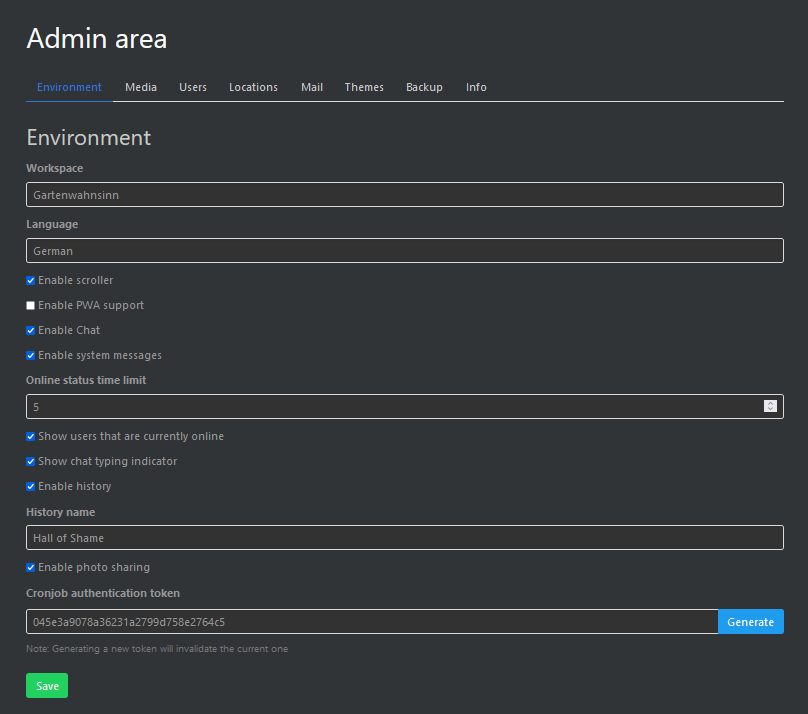 Admin area
Environment Media Users Locations Mail Themes Backup Info
Environment
Workspace
Gartenwahnsinn
Language
German
Enable scroller
Enable PWA support
Enable Chat
Enable system messages
Online status time limit
5
Show users that are currently online
Show chat typing indicator
Enable history
History name
Hall of Shame
Enable photo sharing
Cronjob authentication token
045e3a9078a36231a2799d758e2764c5 Generate
Note: Generating a new token will invalidate the current one
Save